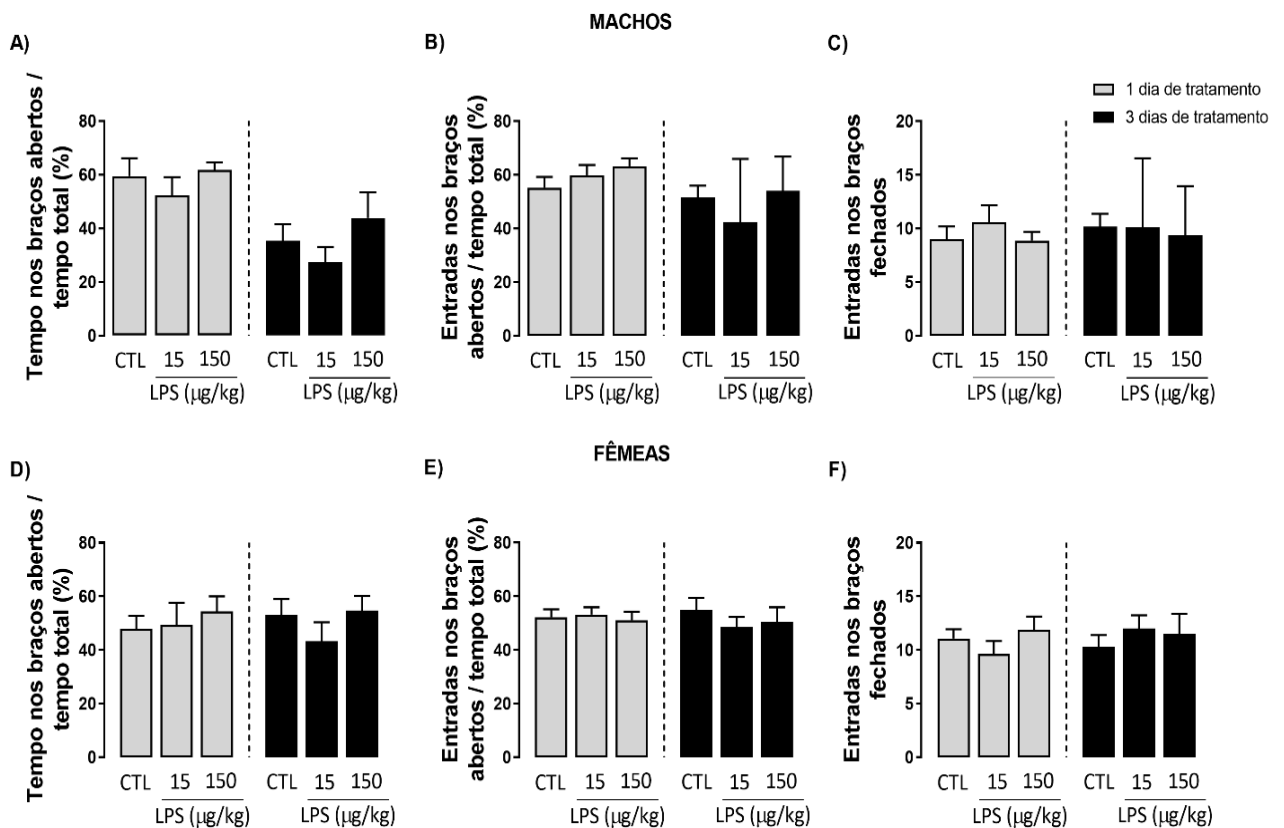 MACHOS
A)
Tempo nos braços abertos /
tempo total (%)
80
60
40
20
0
CTL 15 150
LPS (µg/kg)
CTL 15 150
LPS (µg/kg)
B)
Entradas nos braços
abertos / tempo total (%)
80
60
40
20
0
CTL 15 150
LPS (µg/kg)
CTL 15 150
LPS (µg/kg)
C)
Entradas nos braços
fechados
1 dia de tratamento
3 dias de tratamento
20
15
10
5
0
CTL 15 150
LPS (µg/kg)
CTL 15 150
LPS (µg/kg)
FÊMEAS
D)
Tempo nos braços abertos /
tempo total (%)
80
60
40
20
0
CTL 15 150
LPS (µg/kg)
CTL 15 150
LPS (µg/kg)
E)
Entradas nos braços
abertos / tempo total (%)
80
60
40
20
0
CTL 15 150
LPS (µg/kg)
CTL 15 150
LPS (µg/kg)
F)
Entradas nos braços
fechados
20
15
10
5
0
CTL 15 150
LPS (µg/kg)
CTL 15 150
LPS (µg/kg)